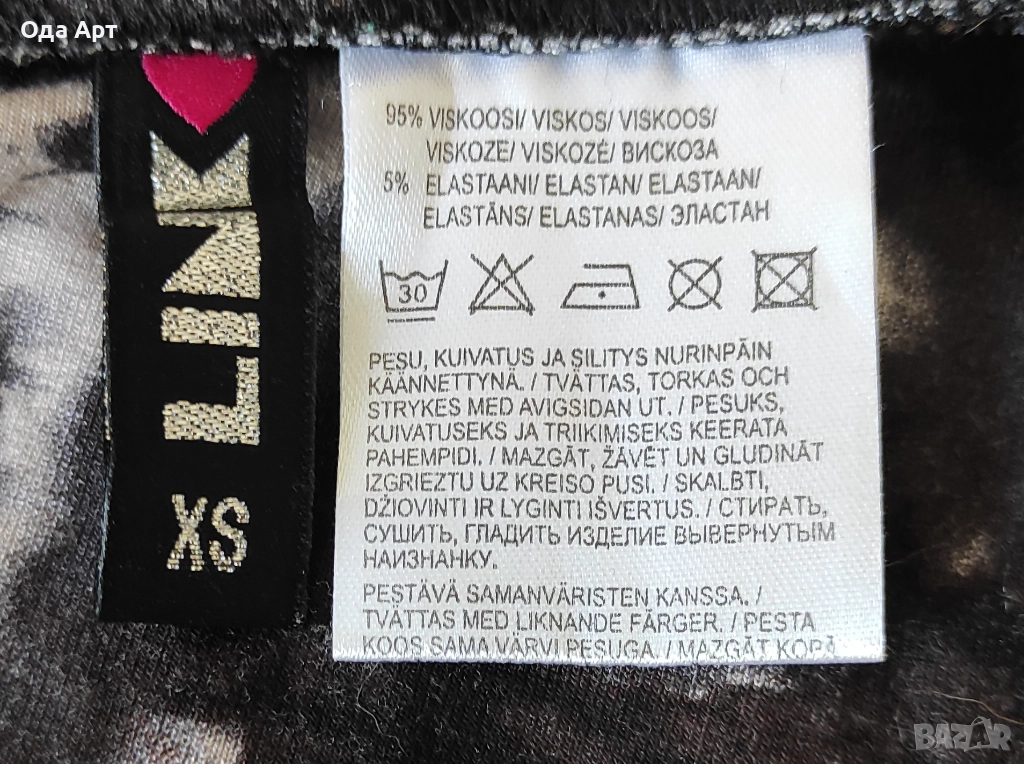 Ода Арт
LINK
XS
95% VISKOOSI/ VISKOS/ VISKOOS/
VISKOZE/ VISKOZĖ/ ВИСКОЗА
5% ELASTAANI/ ELASTAN/ ELASTAAN/
ELASTĀNS/ ELASTANAS/ ЭЛАСТАН
30
PESU, KUIVATUS JA SILITYS NURINPÄIN
KÄÄNNETTYNÄ. / TVÄTTAS, TORKAS OCH
STRYKES MED AVIGSIDAN UT. / PESUKS,
KUIVATUSEKS JA TRIIKIMISEKS KEERATA
PAHEMPIDI. / MAZGĀT, ŽĀVĒT UN GLUDINĀT
IZGRIEZTU UZ KREISO PUSI. / SKALBTI,
DŽIOVINTI IR LYGINTI IŠVERTUS. / СТИРАТЬ,
СУШИТЬ, ГЛАДИТЬ ИЗДЕЛИЕ ВЫВЕРНУТЫМ
НАИЗНАНКУ.
PESTÄVÄ SAMANVÄRISTEN KANSSA. /
TVÄTTAS MED LIKNANDE FÄRGER. / PESTA
KOOS SAMA VÄRVI PESUGA. / MAZGĀT KOPĀ
BAZAR